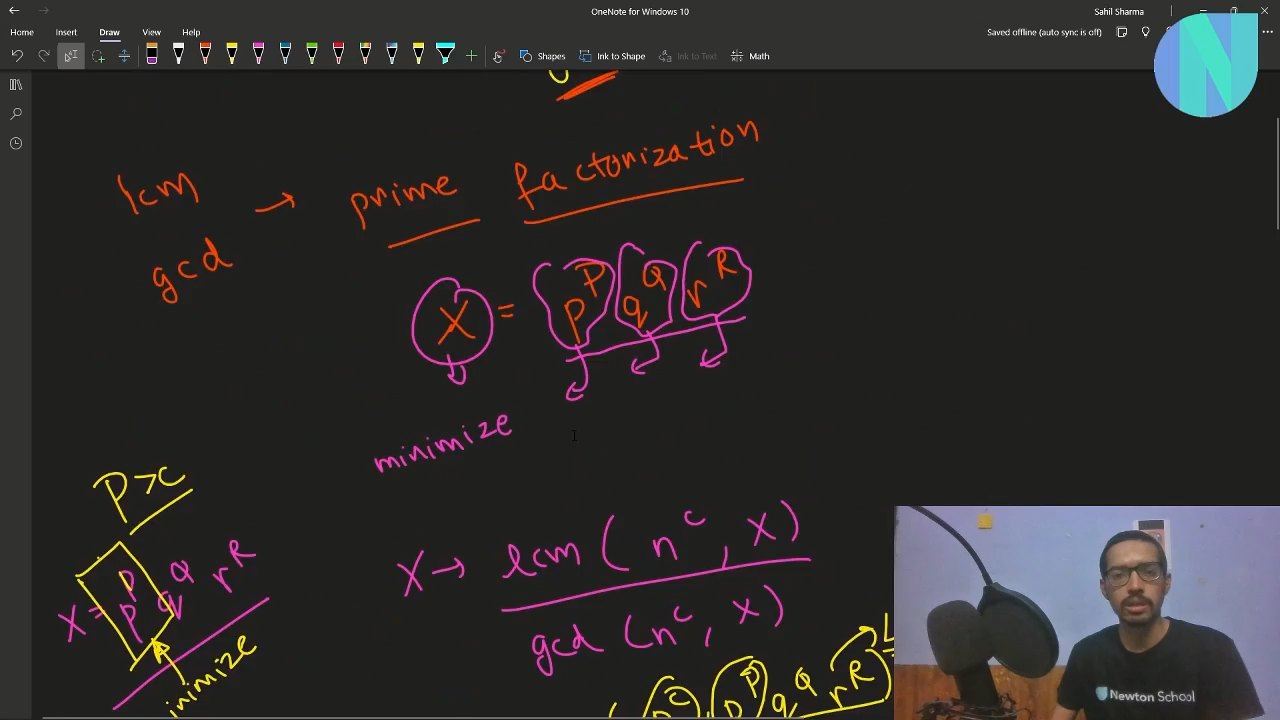 OneNote for Windows 10
Sahil Sharma
Home Insert Draw View Help
Saved offline (auto sync is off)
Shapes Ink to Shape Ink to Text Math
lcm → prime factorization
gcd
X = p^P q^Q r^R
minimize
P>c
X = p^P q^Q r^R
inimize
X → lcm (n^c, X)
gcd (n^c, X)
n^c, p^P q^Q r^R
Newton School